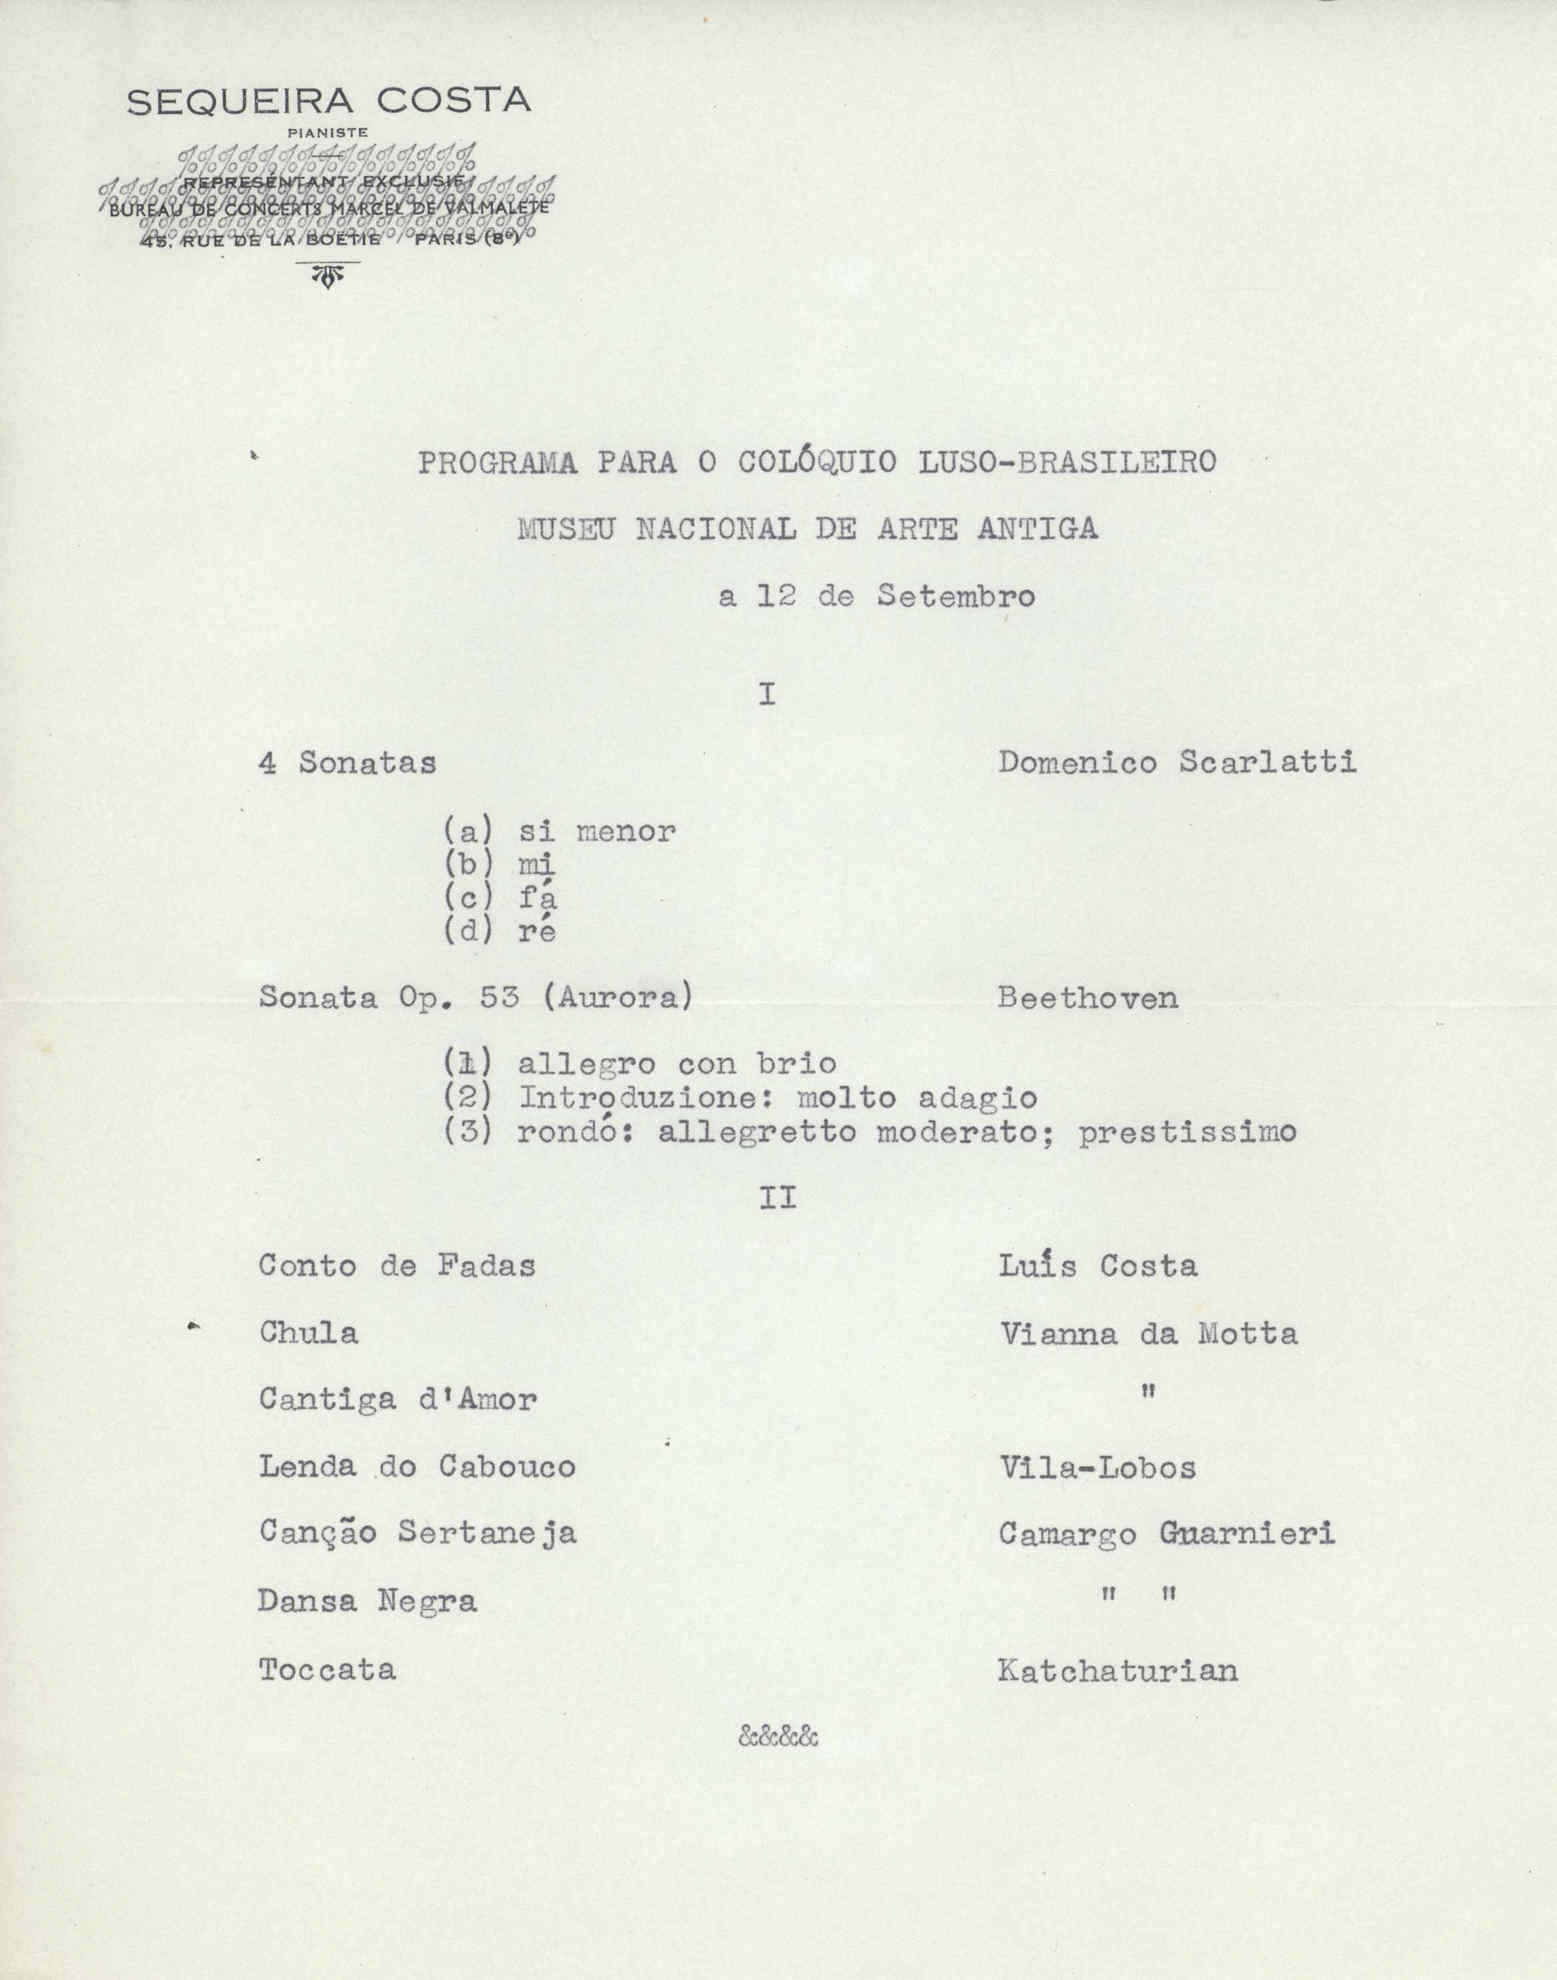 SEQUEIRA COSTA
PIANISTE
REPRÉSENTANT EXCLUSIF
BUREAU DE CONCERTS MARCEL DE VALMALETE
45, RUE DE LA BOËTIE PARIS (8e)
PROGRAMA PARA O COLÓQUIO LUSO-BRASILEIRO
MUSEU NACIONAL DE ARTE ANTIGA
a 12 de Setembro
I
4 Sonatas Domenico Scarlatti
(a) si menor
(b) mi
(c) fá
(d) ré
Sonata Op. 53 (Aurora) Beethoven
(1) allegro con brio
(2) Introduzione: molto adagio
(3) rondó: allegretto moderato; prestissimo
II
Conto de Fadas Luís Costa
Chula Vianna da Motta
Cantiga d'Amor "
Lenda do Cabouco Vila-Lobos
Canção Sertaneja Camargo Guarnieri
Dansa Negra " "
Toccata Katchaturian
&&&&